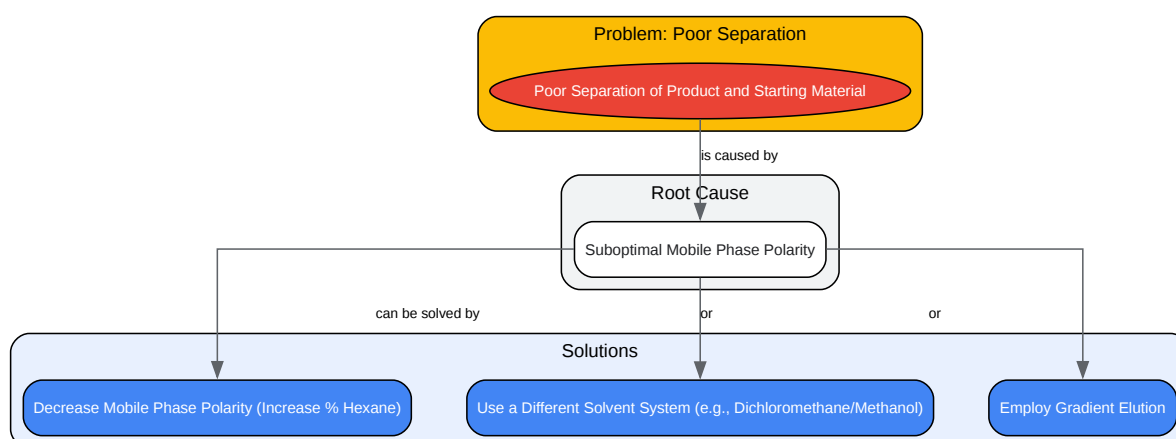 Problem: Poor Separation
Poor Separation of Product and Starting Material
is caused by
Root Cause
Suboptimal Mobile Phase Polarity
can be solved by
or
or
Solutions
Decrease Mobile Phase Polarity (Increase % Hexane)
Use a Different Solvent System (e.g., Dichloromethane/Methanol)
Employ Gradient Elution